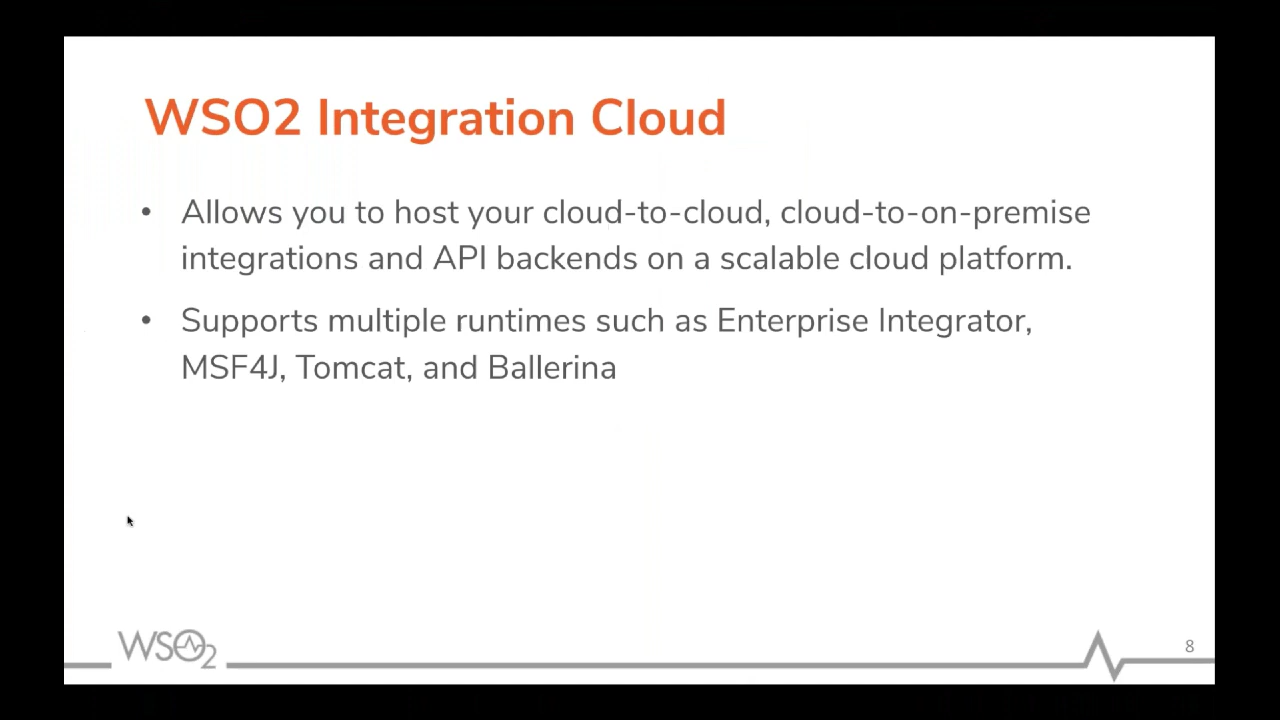 WSO2 Integration Cloud
• Allows you to host your cloud-to-cloud, cloud-to-on-premise
integrations and API backends on a scalable cloud platform.
• Supports multiple runtimes such as Enterprise Integrator,
MSF4J, Tomcat, and Ballerina
WSO2
8